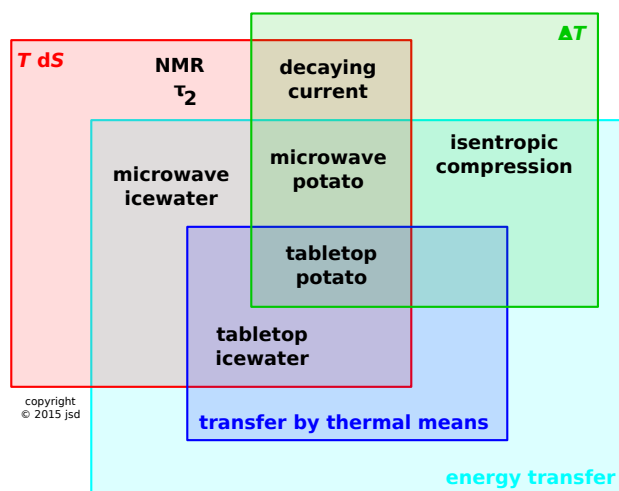 T dS
NMR
τ2
decaying
current
ΔT
microwave
icewater
microwave
potato
isentropic
compression
tabletop
potato
tabletop
icewater
copyright
© 2015 jsd
transfer by thermal means
energy transfer